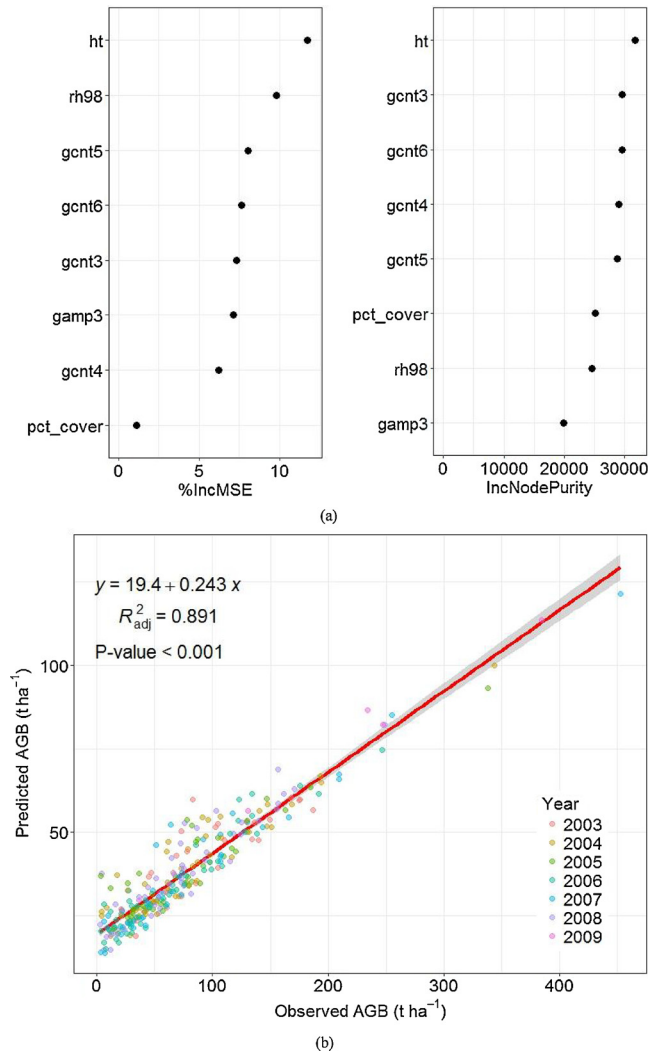 ht
rh98
gcnt5
gcnt6
gcnt3
gamp3
gcnt4
pct_cover
0 5 10
%IncMSE
ht
gcnt3
gcnt6
gcnt4
gcnt5
pct_cover
rh98
gamp3
0 10000 20000 30000
IncNodePurity
(a)
y = 19.4 + 0.243 x
R²adj = 0.891
P-value < 0.001
100
50
Predicted AGB (t ha⁻¹)
Year
2003
2004
2005
2006
2007
2008
2009
0 100 200 300 400
Observed AGB (t ha⁻¹)
(b)